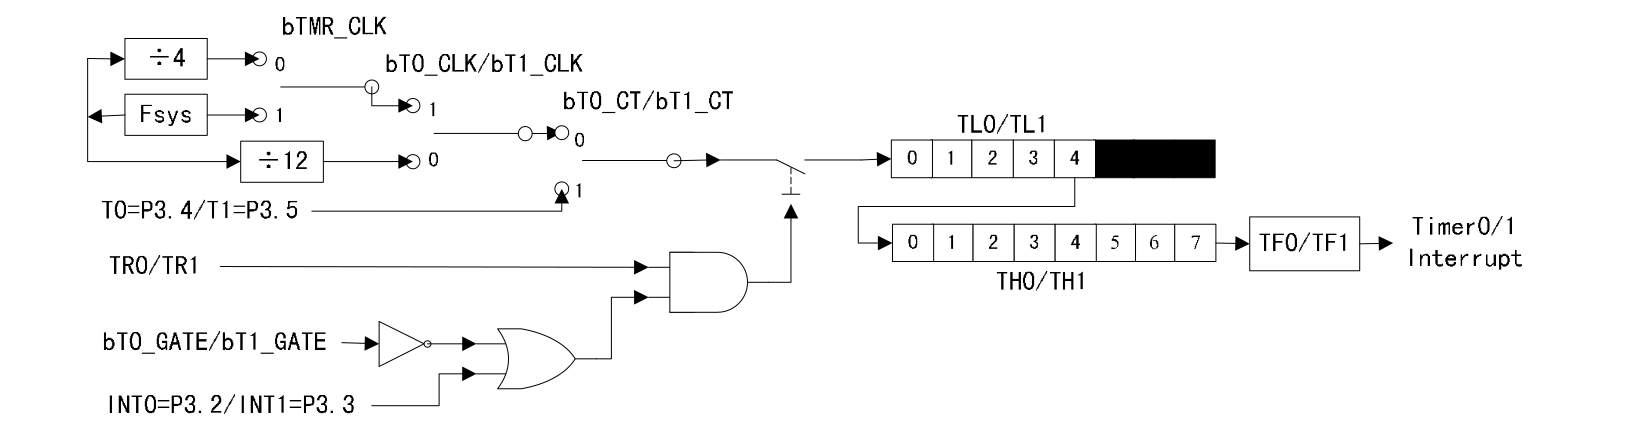 bTMR_CLK
÷4
0
bT0_CLK/bT1_CLK
Fsys
1
1
bT0_CT/bT1_CT
0
÷12
0
TL0/TL1
0 1 2 3 4
1
T0=P3.4/T1=P3.5
0 1 2 3 4 5 6 7
TF0/TF1
Timer0/1
Interrupt
TR0/TR1
TH0/TH1
bT0_GATE/bT1_GATE
INT0=P3.2/INT1=P3.3